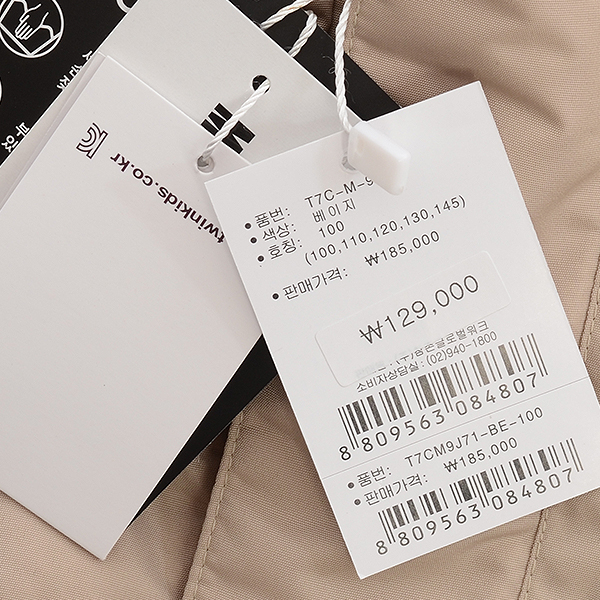 twinkids.co.kr
• 품번: T7C-M-9
• 색상: 베이지
• 호칭: 100
(100,110,120,130,145)
• 판매가격: ₩185,000
₩129,000
소비자상담실 : (02)940-1800
8 809563 084807
• 품번: T7CM9J71-BE-100
• 판매가격: ₩185,000
8 809563 084807